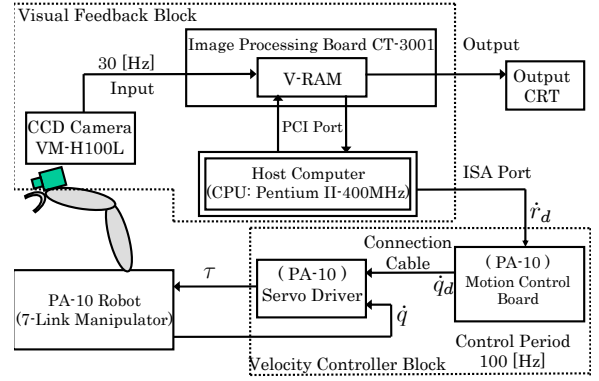 Visual Feedback Block
Image Processing Board CT-3001
Output
30 [Hz]
Input
V-RAM
Output
CRT
CCD Camera
VM-H100L
PCI Port
Host Computer
(CPU: Pentium II-400MHz)
ISA Port
ṙ_d
Connection
Cable
(PA-10)
Servo Driver
q̇_d
(PA-10)
Motion Control
Board
τ
PA-10 Robot
(7-Link Manipulator)
q̇
Control Period
100 [Hz]
Velocity Controller Block